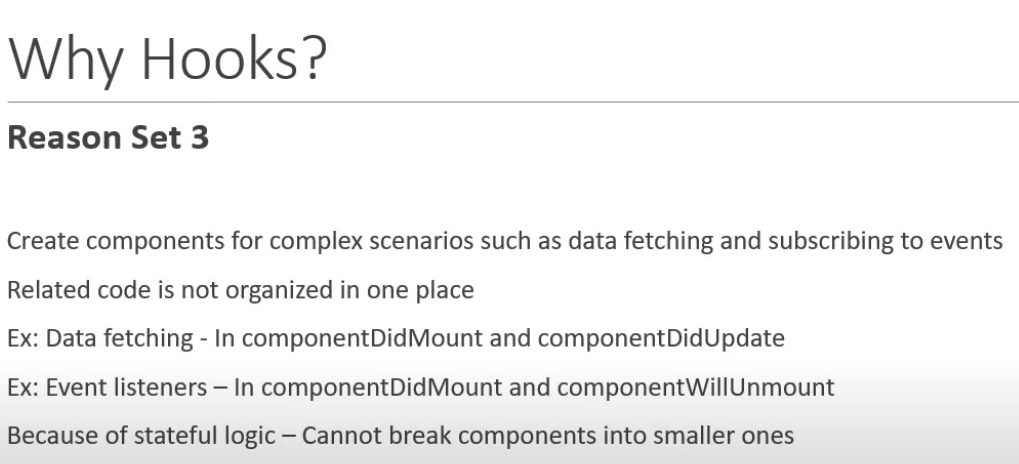 Why Hooks?
Reason Set 3
Create components for complex scenarios such as data fetching and subscribing to events
Related code is not organized in one place
Ex: Data fetching - In componentDidMount and componentDidUpdate
Ex: Event listeners – In componentDidMount and componentWillUnmount
Because of stateful logic – Cannot break components into smaller ones